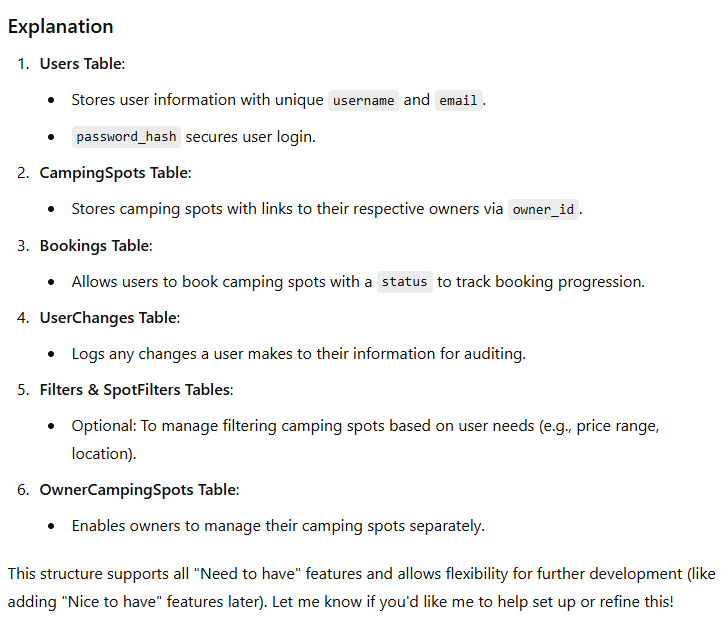 Explanation
1. Users Table:
• Stores user information with unique username and email.
• password_hash secures user login.
2. CampingSpots Table:
• Stores camping spots with links to their respective owners via owner_id.
3. Bookings Table:
• Allows users to book camping spots with a status to track booking progression.
4. UserChanges Table:
• Logs any changes a user makes to their information for auditing.
5. Filters & SpotFilters Tables:
• Optional: To manage filtering camping spots based on user needs (e.g., price range,
location).
6. OwnerCampingSpots Table:
• Enables owners to manage their camping spots separately.
This structure supports all "Need to have" features and allows flexibility for further development (like
adding "Nice to have" features later). Let me know if you'd like me to help set up or refine this!